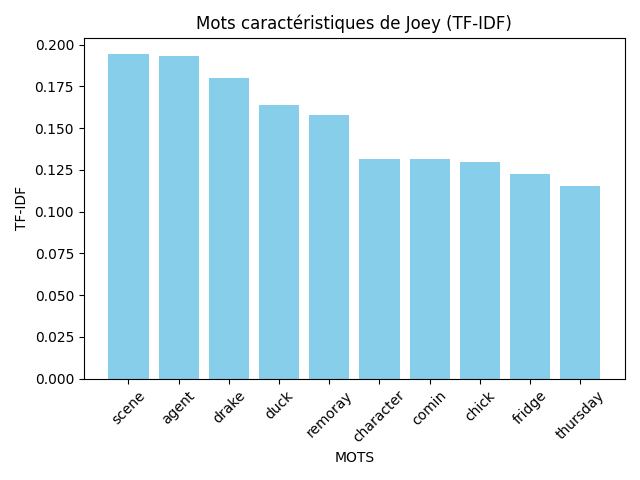 Mots caractéristiques de Joey (TF-IDF)
0.200
0.175
0.150
0.125
0.100
0.075
0.050
0.025
0.000
TF-IDF
scene
agent
drake
duck
remoray
character
comin
chick
fridge
thursday
MOTS